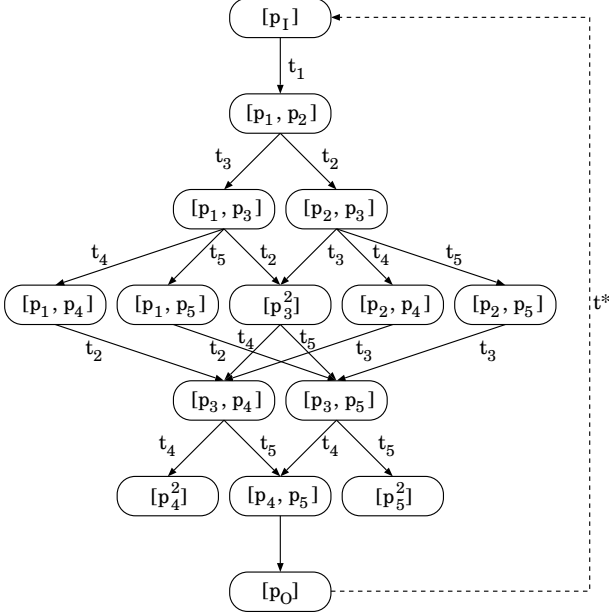 [p_I]
t_1
[p_1, p_2]
t_3 t_2
[p_1, p_3] [p_2, p_3]
t_4 t_5 t_2 t_3 t_4 t_5
[p_1, p_4] [p_1, p_5] [p_3^2] [p_2, p_4] [p_2, p_5] t*
t_2 t_2 t_4 t_5 t_3 t_3
[p_3, p_4] [p_3, p_5]
t_4 t_5 t_4 t_5
[p_4^2] [p_4, p_5] [p_5^2]
[p_O]